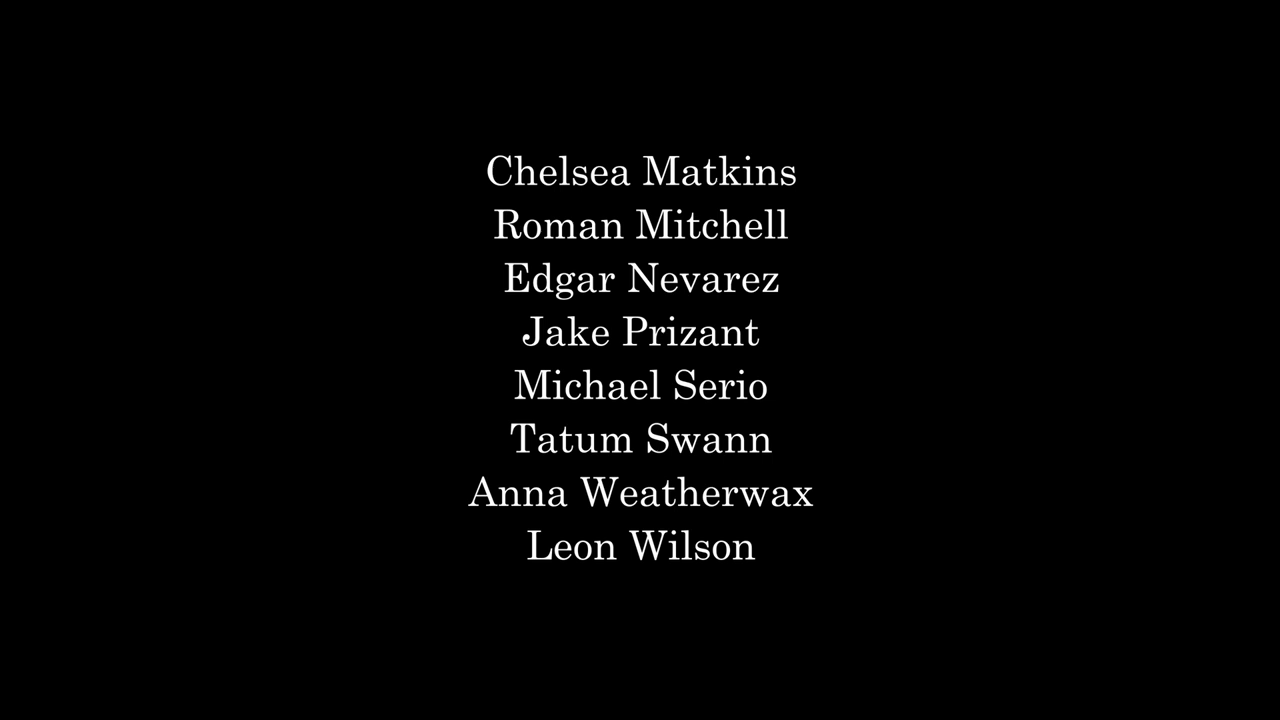 Chelsea Matkins
Roman Mitchell
Edgar Nevarez
Jake Prizant
Michael Serio
Tatum Swann
Anna Weatherwax
Leon Wilson